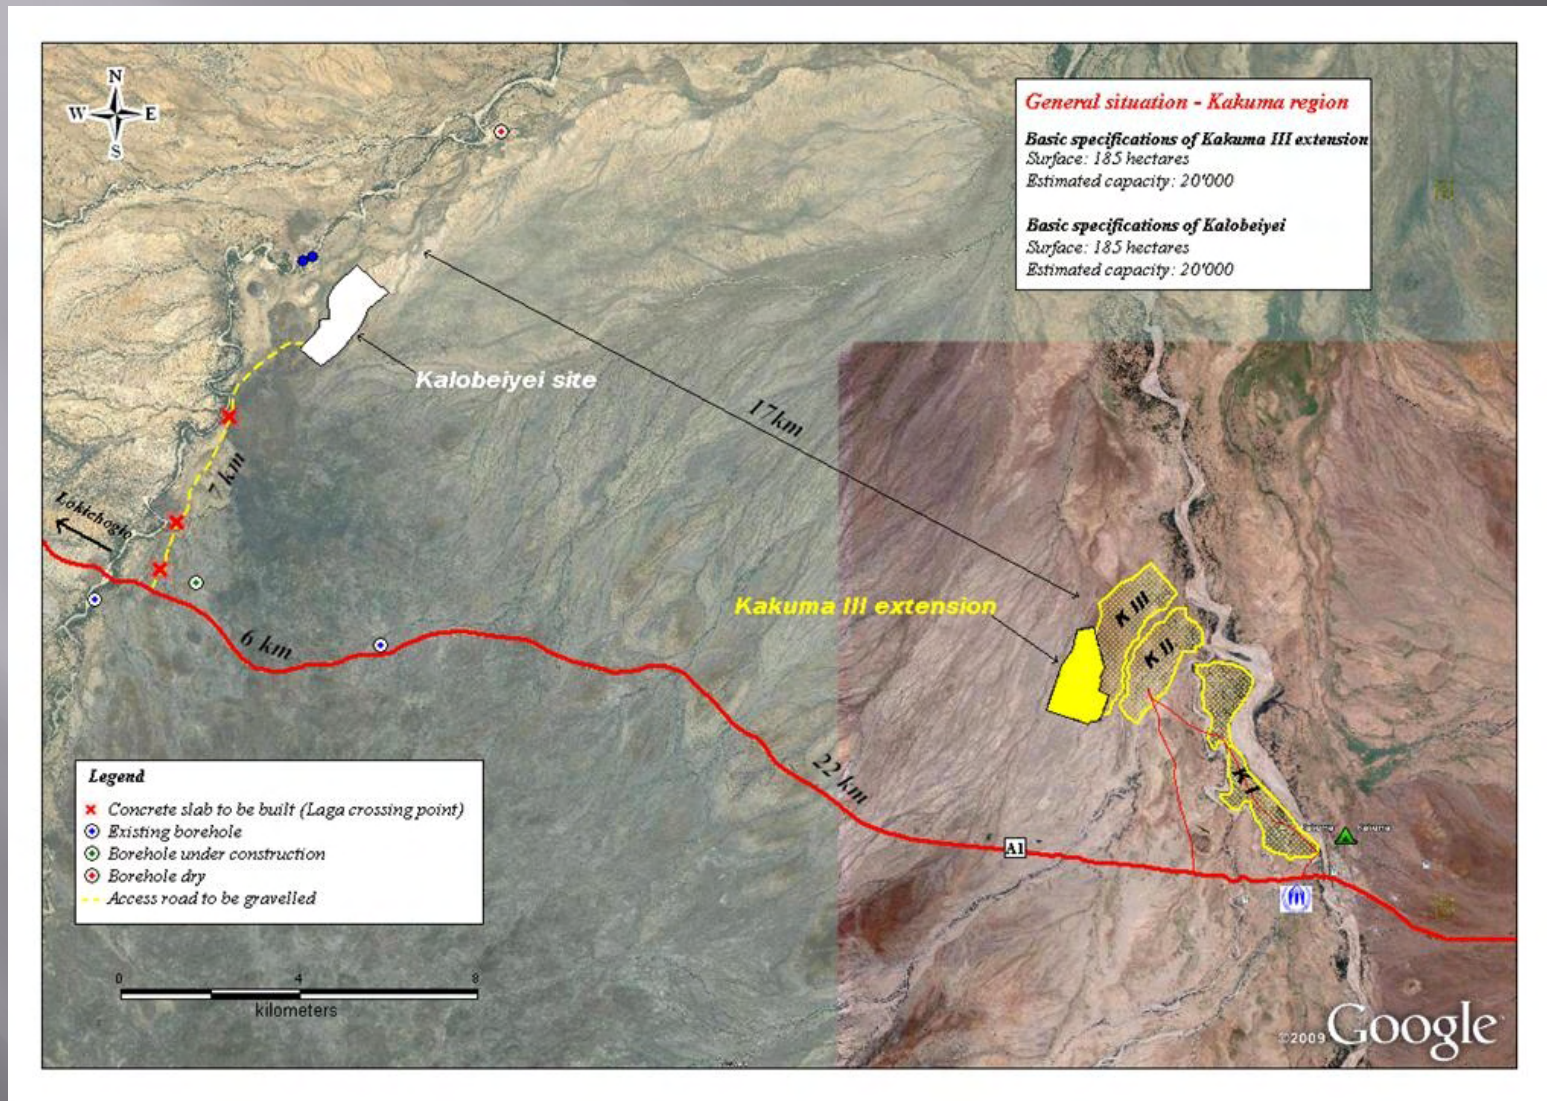 N
W E
S
General situation - Kakuma region
Basic specifications of Kakuma III extension
Surface: 185 hectares
Estimated capacity: 20'000
Basic specifications of Kalobeiyei
Surface: 185 hectares
Estimated capacity: 20'000
Kalobeiyei site
17km
7 km
Lokichogio
Kakuma III extension
K III
K II
6 km
22 km
K I
A1
kakuma
Legend
Concrete slab to be built (Laga crossing point)
Existing borehole
Borehole under construction
Borehole dry
Access road to be gravelled
0 4 8
kilometers
©2009 Google